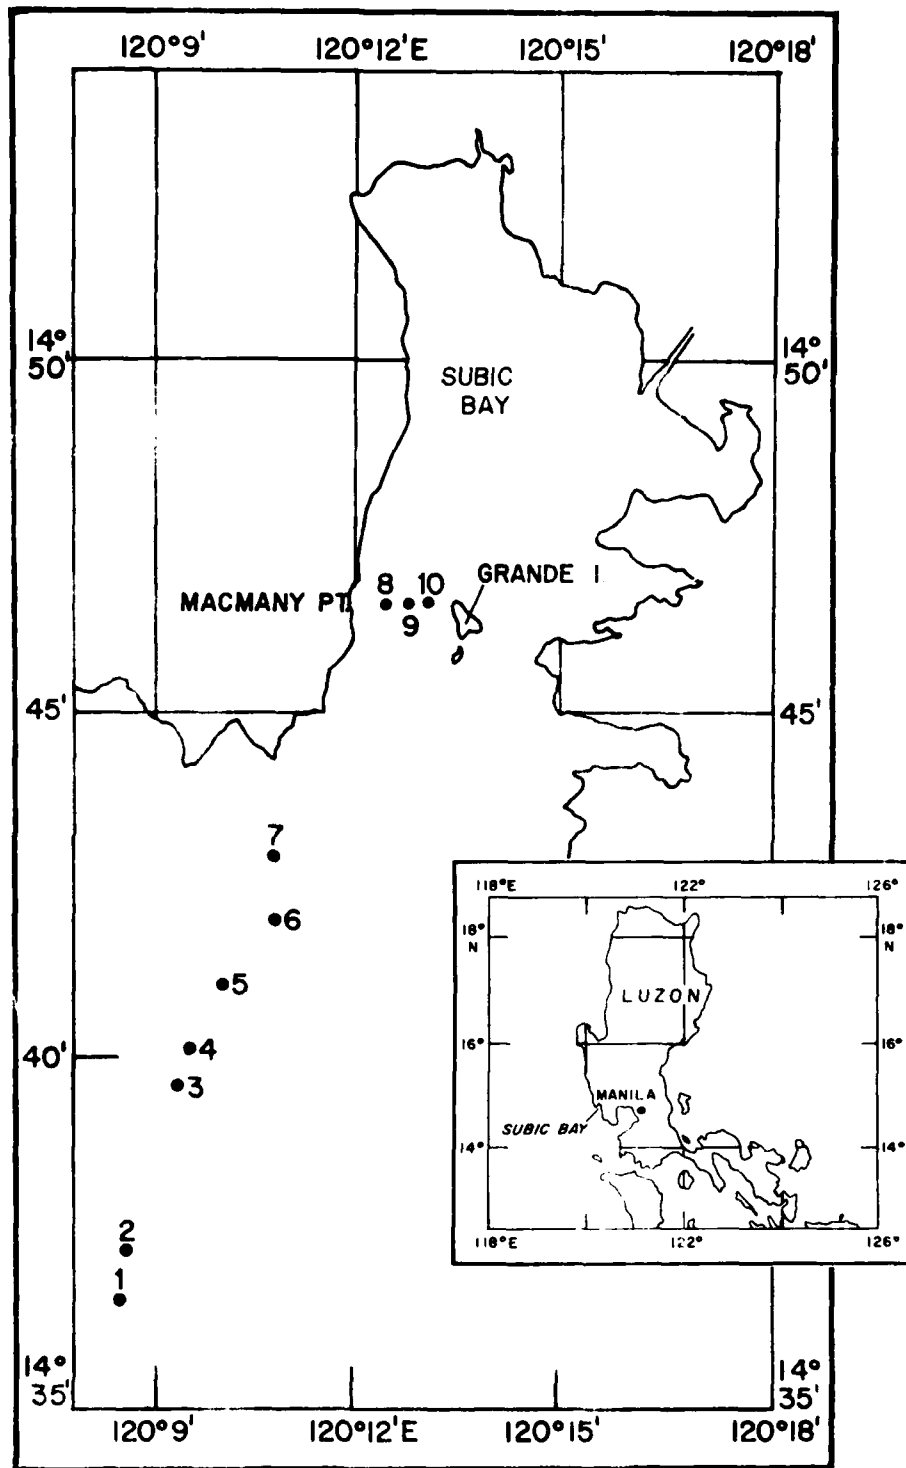 120°9' 120°12'E 120°15' 120°18'
14° 50' 14° 50'
SUBIC
BAY
GRANDE I
MACMANY PT.
8 10
9
45' 45'
7
6
5
40'
4
3
2
1
118°E 122° 126°
18° N 18° N
LUZON
16° 16°
MANILA
SUBIC BAY
14° 14°
118°E 122° 126°
14° 35' 14° 35'
120°9' 120°12'E 120°15' 120°18'